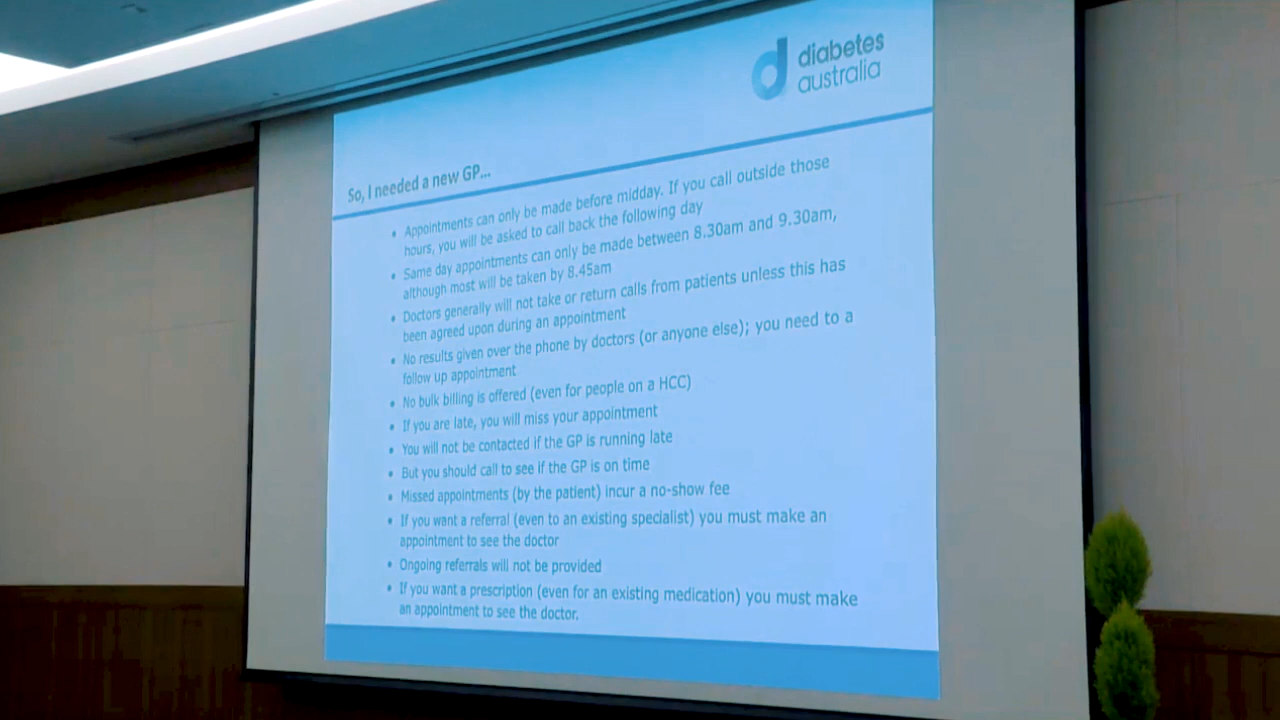 diabetes
australia
So, I needed a new GP...
• Appointments can only be made before midday. If you call outside those
hours, you will be asked to call back the following day
• Same day appointments can only be made between 8.30am and 9.30am,
although most will be taken by 8.45am
• Doctors generally will not take or return calls from patients unless this has
been agreed upon during an appointment
• No results given over the phone by doctors (or anyone else); you need to a
follow up appointment
• No bulk billing is offered (even for people on a HCC)
• If you are late, you will miss your appointment
• You will not be contacted if the GP is running late
• But you should call to see if the GP is on time
• Missed appointments (by the patient) incur a no-show fee
• If you want a referral (even to an existing specialist) you must make an
appointment to see the doctor
• Ongoing referrals will not be provided
• If you want a prescription (even for an existing medication) you must make
an appointment to see the doctor.